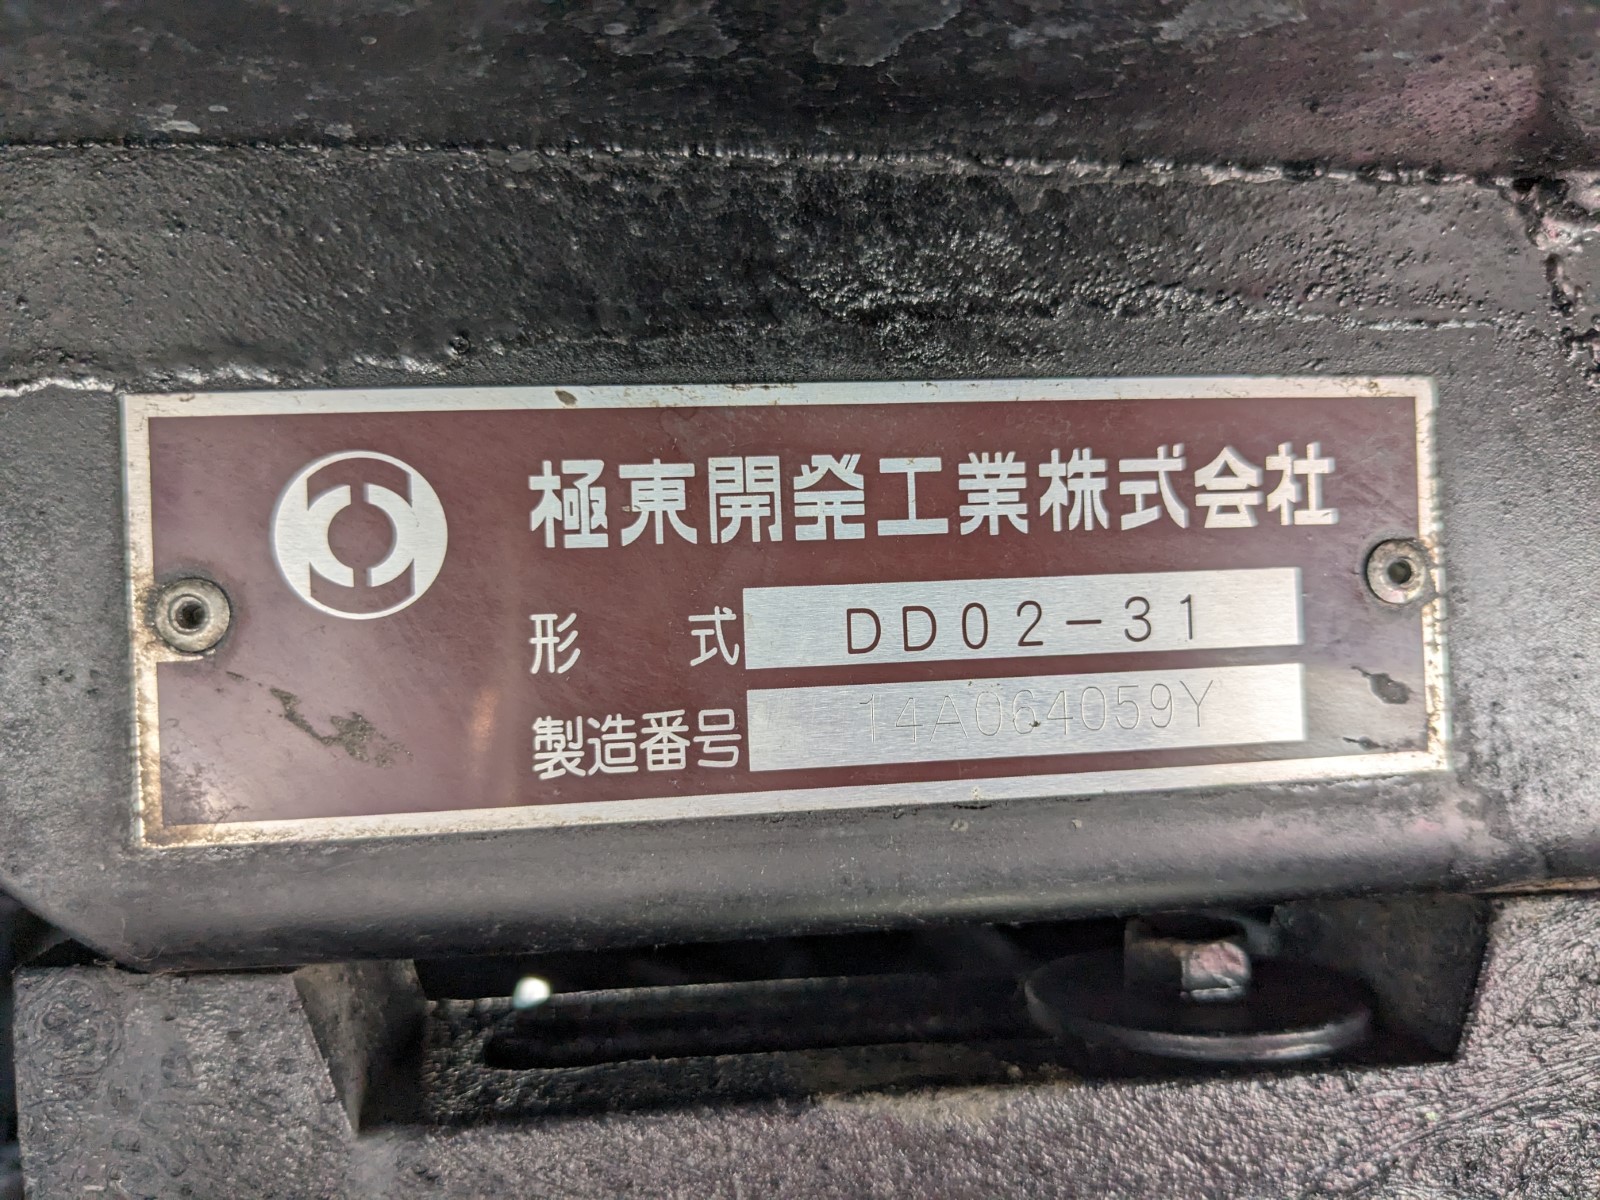 極東開発工業株式会社
形式 DD02-31
製造番号 14A064059Y